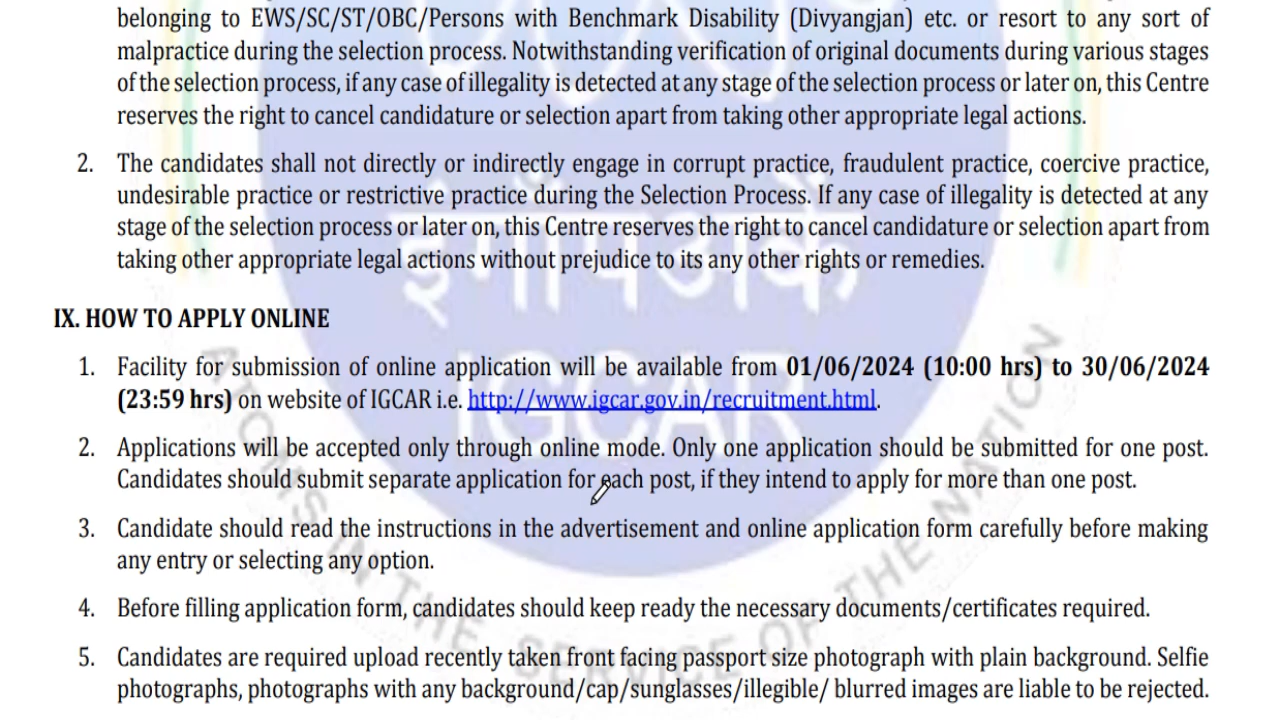 belonging to EWS/SC/ST/OBC/Persons with Benchmark Disability (Divyangjan) etc. or resort to any sort of
malpractice during the selection process. Notwithstanding verification of original documents during various stages
of the selection process, if any case of illegality is detected at any stage of the selection process or later on, this Centre
reserves the right to cancel candidature or selection apart from taking other appropriate legal actions.
2. The candidates shall not directly or indirectly engage in corrupt practice, fraudulent practice, coercive practice,
undesirable practice or restrictive practice during the Selection Process. If any case of illegality is detected at any
stage of the selection process or later on, this Centre reserves the right to cancel candidature or selection apart from
taking other appropriate legal actions without prejudice to its any other rights or remedies.
इंगांपअकें
IX. HOW TO APPLY ONLINE
1. Facility for submission of online application will be available from 01/06/2024 (10:00 hrs) to 30/06/2024
(23:59 hrs) on website of IGCAR i.e. http://www.igcar.gov.in/recruitment.html.
IGCAR
2. Applications will be accepted only through online mode. Only one application should be submitted for one post.
Candidates should submit separate application for each post, if they intend to apply for more than one post.
3. Candidate should read the instructions in the advertisement and online application form carefully before making
any entry or selecting any option.
4. Before filling application form, candidates should keep ready the necessary documents/certificates required.
5. Candidates are required upload recently taken front facing passport size photograph with plain background. Selfie
photographs, photographs with any background/cap/sunglasses/illegible/ blurred images are liable to be rejected.
ATOMS IN THE SERVICE OF THE NATION